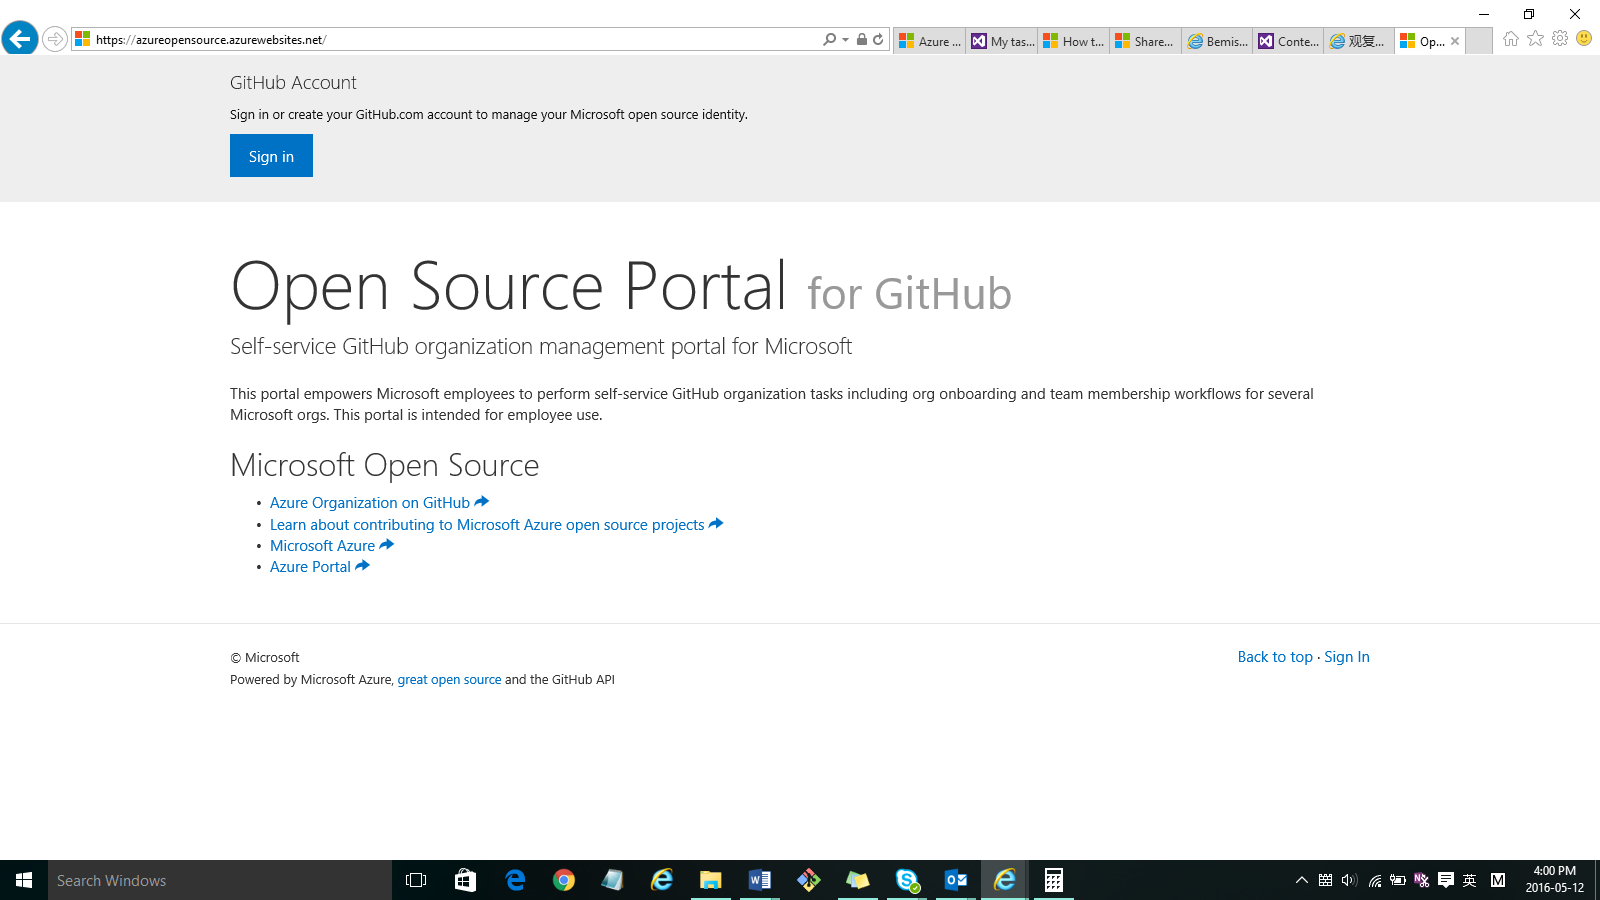 https://azureopensource.azurewebsites.net/
Azure ...
My tas...
How t...
Share...
Bemis...
Conte...
观复...
Op...
GitHub Account
Sign in or create your GitHub.com account to manage your Microsoft open source identity.
Sign in
Open Source Portal for GitHub
Self-service GitHub organization management portal for Microsoft
This portal empowers Microsoft employees to perform self-service GitHub organization tasks including org onboarding and team membership workflows for several
Microsoft orgs. This portal is intended for employee use.
Microsoft Open Source
• Azure Organization on GitHub
• Learn about contributing to Microsoft Azure open source projects
• Microsoft Azure
• Azure Portal
© Microsoft
Back to top · Sign In
Powered by Microsoft Azure, great open source and the GitHub API
Search Windows
英
M
4:00 PM
2016-05-12